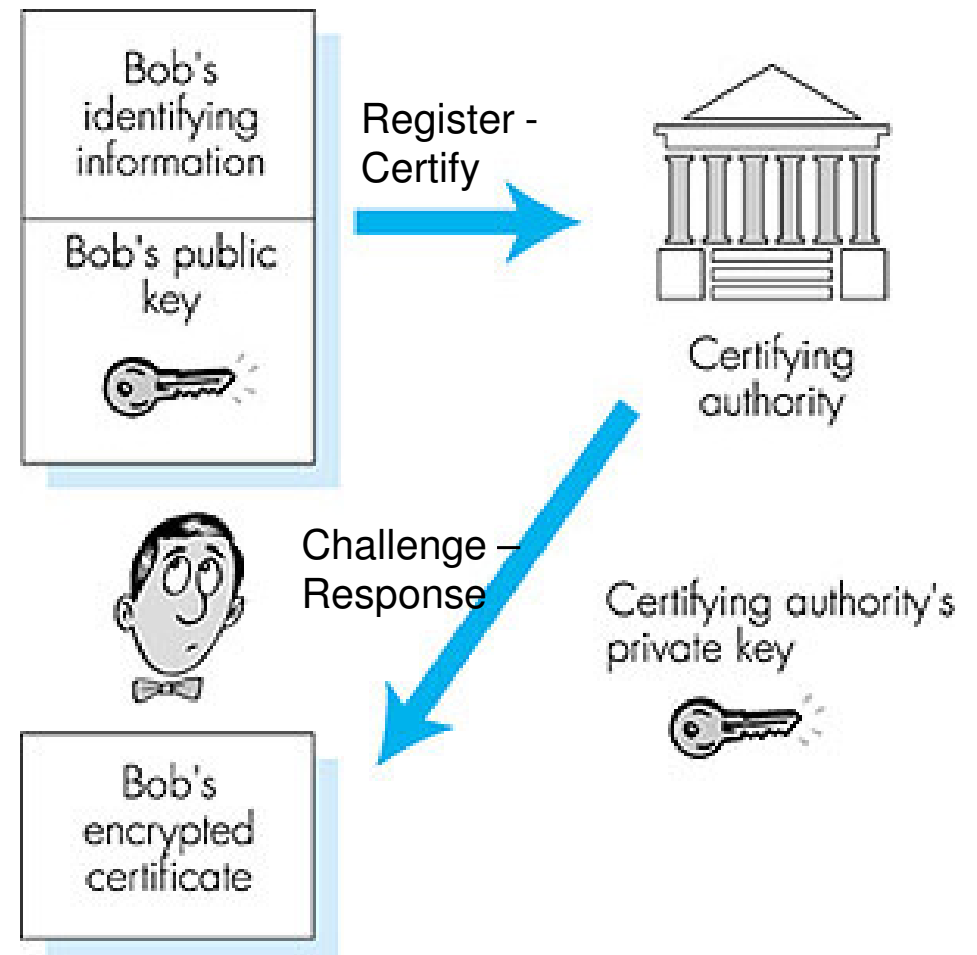 Bob's
identifying
information
Register -
Certify
Bob's public
key
Certifying
authority
Challenge –
Response
Certifying authority's
private key
Bob's
encrypted
certificate